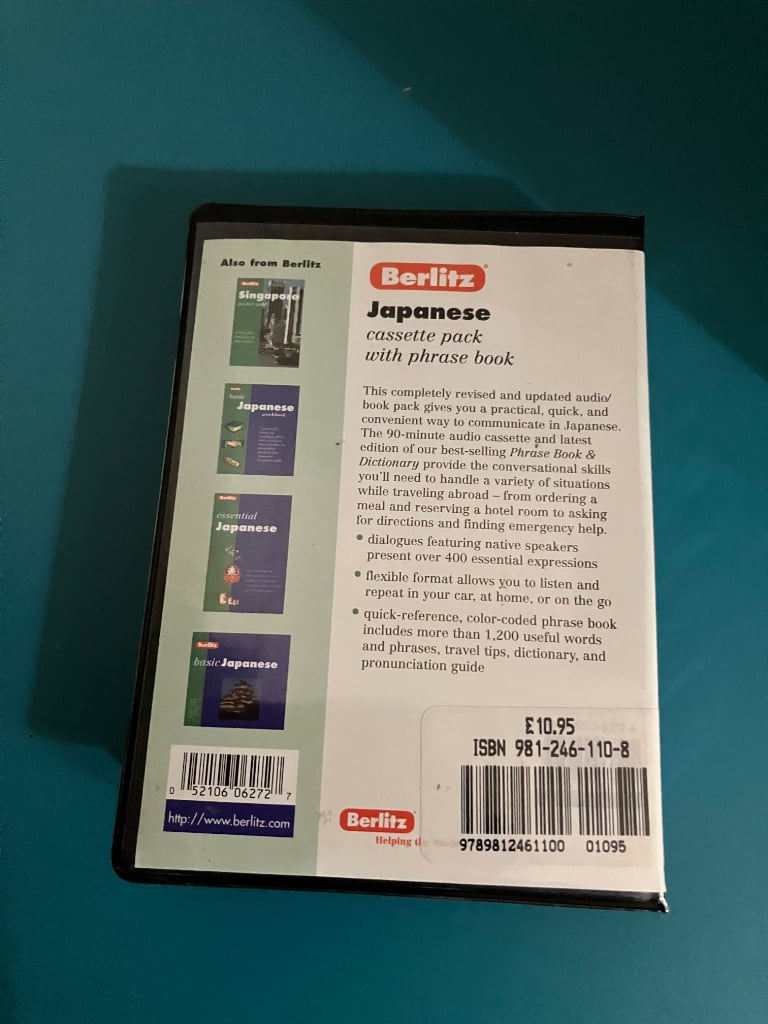 Also from Berlitz
Berlitz
Singapore
Berlitz
basic
Japanese
workbook
Berlitz
essential
Japanese
Berlitz
basic Japanese
0 52106 06272 7
http://www.berlitz.com
Berlitz
Japanese
cassette pack
with phrase book
This completely revised and updated audio/
book pack gives you a practical, quick, and
convenient way to communicate in Japanese.
The 90-minute audio cassette and latest
edition of our best-selling Phrase Book &
Dictionary provide the conversational skills
you'll need to handle a variety of situations
while traveling abroad – from ordering a
meal and reserving a hotel room to asking
for directions and finding emergency help.
• dialogues featuring native speakers
present over 400 essential expressions
• flexible format allows you to listen and
repeat in your car, at home, or on the go
• quick-reference, color-coded phrase book
includes more than 1,200 useful words
and phrases, travel tips, dictionary, and
pronunciation guide
£10.95
ISBN 981-246-110-8
9789812461100 01095
Berlitz
Helping